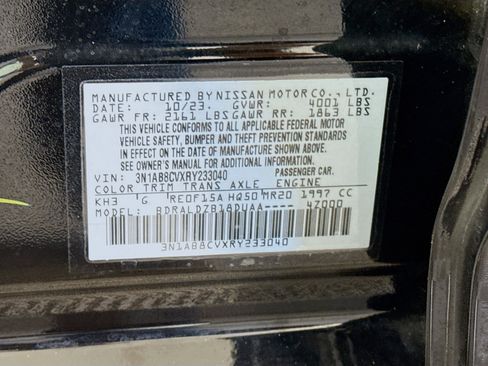 MANUFACTURED BY NISSAN MOTOR CO., LTD.
DATE: 10/23. GVWR: 4001 LBS
GAWR FR: 2161 LBS GAWR RR: 1863 LBS
THIS VEHICLE CONFORMS TO ALL APPLICABLE FEDERAL MOTOR
VEHICLE SAFETY, BUMPER AND THEFT PREVENTION STANDARDS
IN EFFECT ON THE DATE OF MANUFACTURE SHOWN ABOVE.
SEE OWNER'S MANUAL FOR ADDITIONAL INFORMATION.
VIN: 3N1AB8CVXRY233040 PASSENGER CAR.
COLOR TRIM TRANS AXLE ENGINE
KH3 'G 'RE0F15A HQ50'MR20 1997 CC
MODEL: BDRALDZB18DUAA--- 4Z000
3N1AB8CVXRY233040